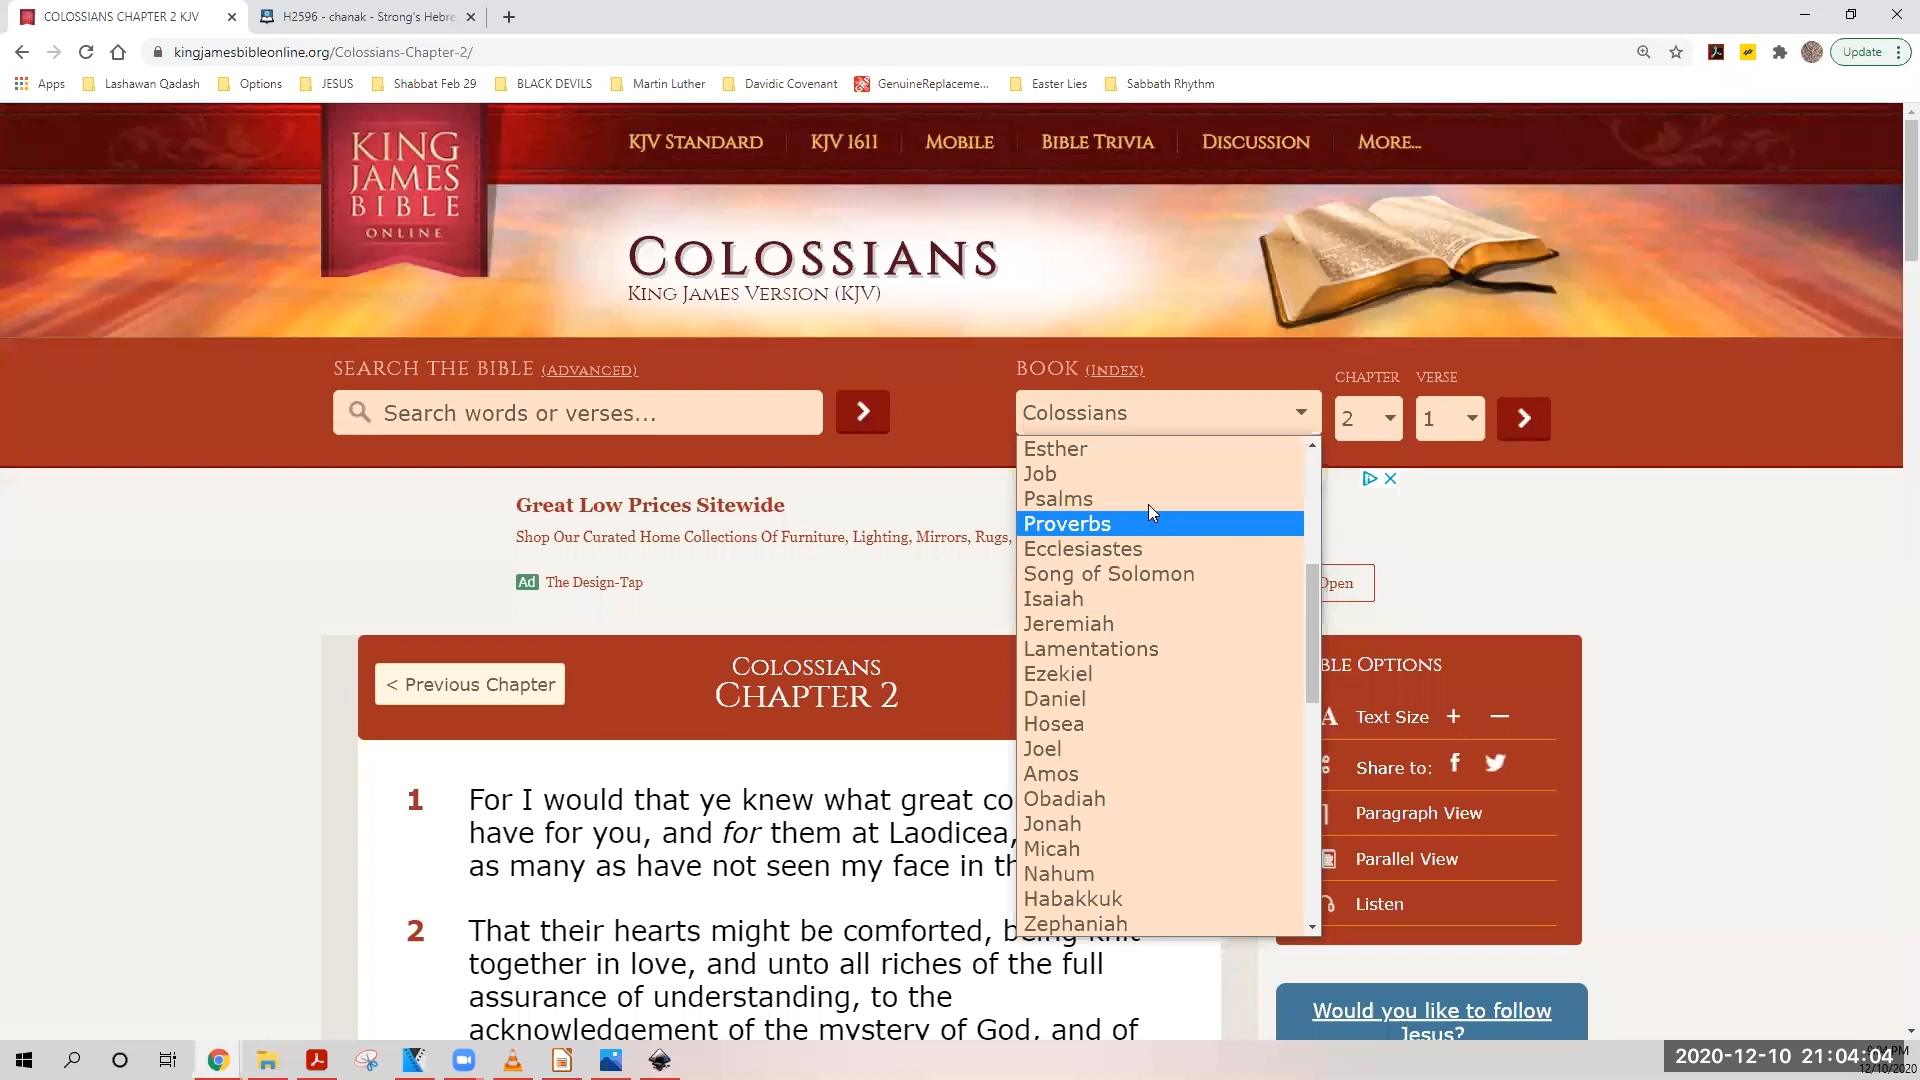 COLOSSIANS CHAPTER 2 KJV
H2596 - chanak - Strong's Hebre
kingjamesbibleonline.org/Colossians-Chapter-2/
Update
Apps
Lashawan Qadash
Options
JESUS
Shabbat Feb 29
BLACK DEVILS
Martin Luther
Davidic Covenant
GenuineReplaceme...
Easter Lies
Sabbath Rhythm
KING
JAMES
BIBLE
ONLINE
KJV STANDARD
KJV 1611
MOBILE
BIBLE TRIVIA
DISCUSSION
MORE...
COLOSSIANS
KING JAMES VERSION (KJV)
SEARCH THE BIBLE (ADVANCED)
Search words or verses...
BOOK (INDEX)
CHAPTER
VERSE
Colossians
2
1
Esther
Job
Psalms
Proverbs
Ecclesiastes
Song of Solomon
Isaiah
Jeremiah
Lamentations
Ezekiel
Daniel
Hosea
Joel
Amos
Obadiah
Jonah
Micah
Nahum
Habakkuk
Zephaniah
Great Low Prices Sitewide
Shop Our Curated Home Collections Of Furniture, Lighting, Mirrors, Rugs,
Ad The Design-Tap
Open
< Previous Chapter
COLOSSIANS
CHAPTER 2
1 For I would that ye knew what great co
have for you, and for them at Laodicea,
as many as have not seen my face in th
2 That their hearts might be comforted, being knit
together in love, and unto all riches of the full
assurance of understanding, to the
acknowledgement of the mystery of God, and of
BLE OPTIONS
A Text Size + −
Share to:
Paragraph View
Parallel View
Listen
Would you like to follow
Jesus?
2020-12-10 21:04:04
12/10/2020